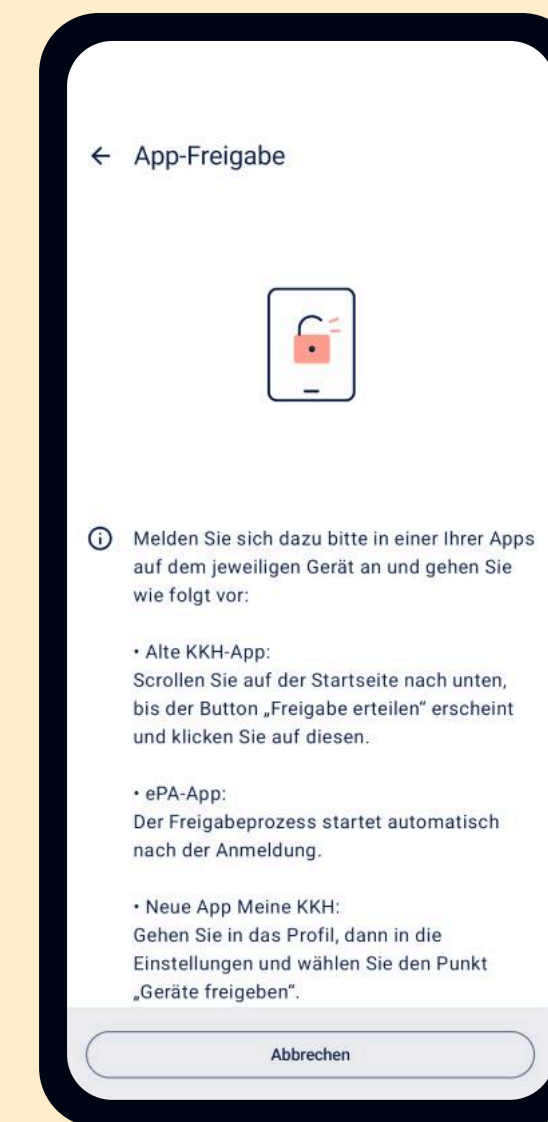 ← App-Freigabe
Melden Sie sich dazu bitte in einer Ihrer Apps
auf dem jeweiligen Gerät an und gehen Sie
wie folgt vor:
• Alte KKH-App:
Scrollen Sie auf der Startseite nach unten,
bis der Button „Freigabe erteilen“ erscheint
und klicken Sie auf diesen.
• ePA-App:
Der Freigabeprozess startet automatisch
nach der Anmeldung.
• Neue App Meine KKH:
Gehen Sie in das Profil, dann in die
Einstellungen und wählen Sie den Punkt
„Geräte freigeben“.
Abbrechen